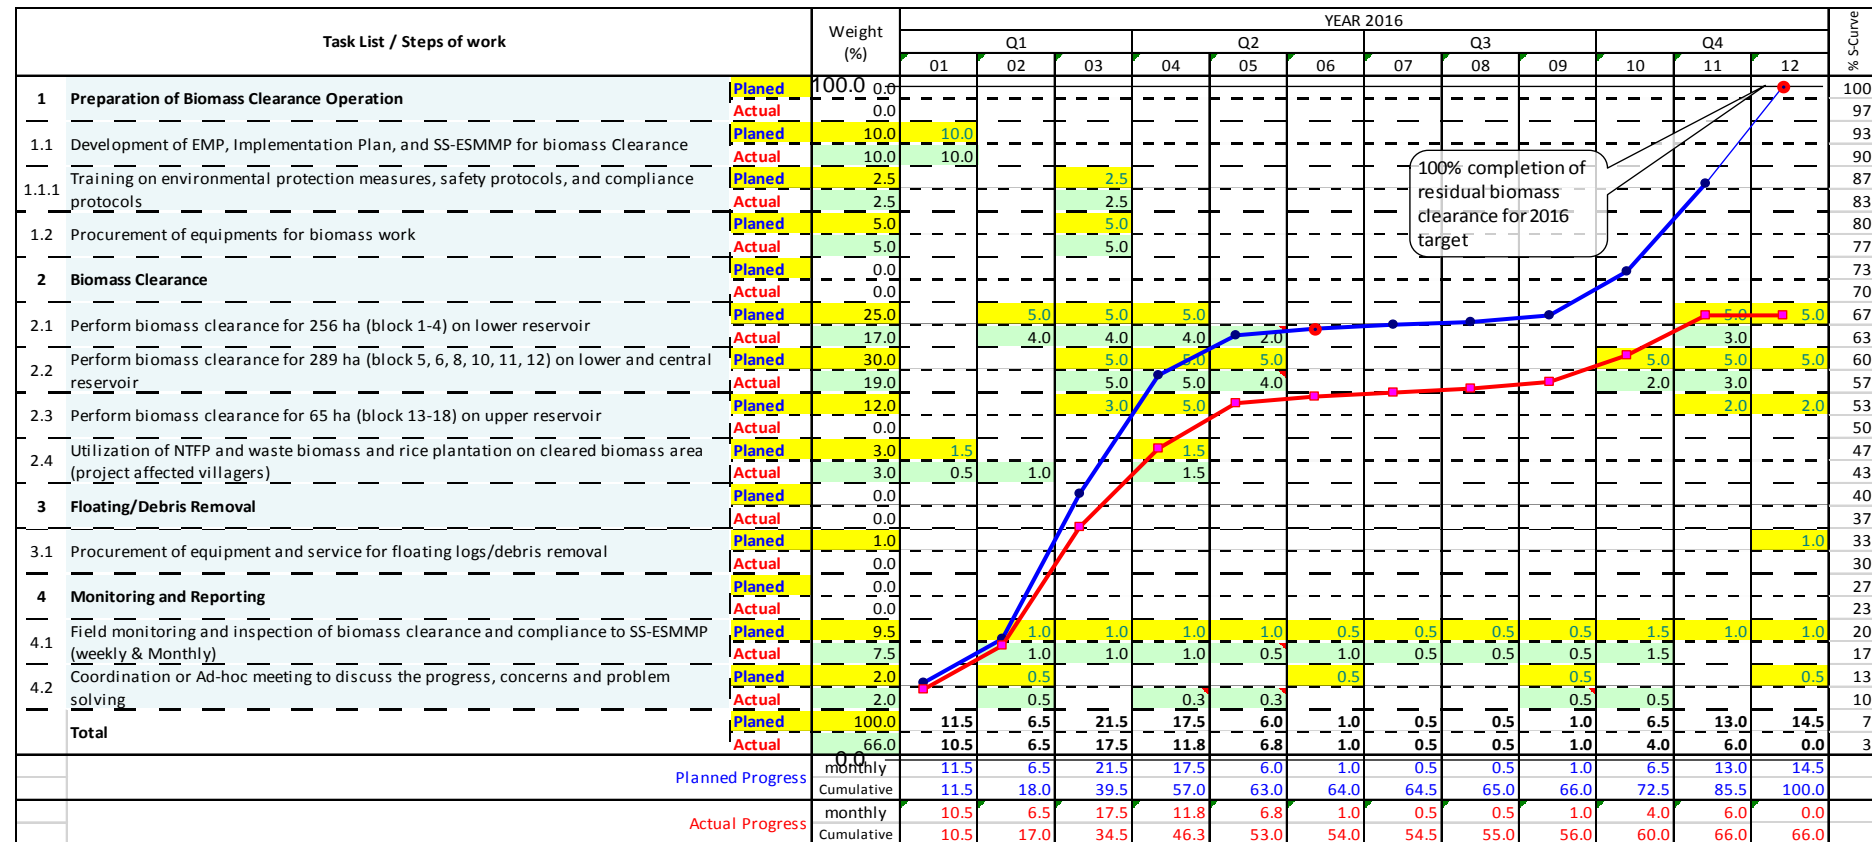 Task List / Steps of work Weight (%) YEAR 2016 % S-Curve
Q1 Q2 Q3 Q4
01 02 03 04 05 06 07 08 09 10 11 12
1 Preparation of Biomass Clearance Operation Planed 100.0 0.0 100
Actual 0.0 97
1.1 Development of EMP, Implementation Plan, and SS-ESMMP for biomass Clearance Planed 10.0 10.0 93
Actual 10.0 10.0 90
1.1.1 Training on environmental protection measures, safety protocols, and compliance protocols Planed 2.5 2.5 87
Actual 2.5 2.5 83
1.2 Procurement of equipments for biomass work Planed 5.0 5.0 80
Actual 5.0 5.0 77
100% completion of
residual biomass
clearance for 2016
target
2 Biomass Clearance Planed 0.0 73
Actual 0.0 70
2.1 Perform biomass clearance for 256 ha (block 1-4) on lower reservoir Planed 25.0 5.0 5.0 5.0 5.0 5.0 67
Actual 17.0 4.0 4.0 4.0 2.0 3.0 63
2.2 Perform biomass clearance for 289 ha (block 5, 6, 8, 10, 11, 12) on lower and central reservoir Planed 30.0 5.0 5.0 5.0 5.0 5.0 5.0 60
Actual 19.0 5.0 5.0 4.0 2.0 3.0 57
2.3 Perform biomass clearance for 65 ha (block 13-18) on upper reservoir Planed 12.0 3.0 5.0 2.0 2.0 53
Actual 0.0 50
2.4 Utilization of NTFP and waste biomass and rice plantation on cleared biomass area (project affected villagers) Planed 3.0 1.5 1.5 47
Actual 3.0 0.5 1.0 1.5 43
3 Floating/Debris Removal Planed 0.0 40
Actual 0.0 37
3.1 Procurement of equipment and service for floating logs/debris removal Planed 1.0 1.0 33
Actual 0.0 30
4 Monitoring and Reporting Planed 0.0 27
Actual 0.0 23
4.1 Field monitoring and inspection of biomass clearance and compliance to SS-ESMMP (weekly & Monthly) Planed 9.5 1.0 1.0 1.0 1.0 0.5 0.5 0.5 0.5 1.5 1.0 1.0 20
Actual 7.5 1.0 1.0 1.0 0.5 1.0 0.5 0.5 0.5 1.5 17
4.2 Coordination or Ad-hoc meeting to discuss the progress, concerns and problem solving Planed 2.0 0.5 0.5 0.5 0.5 13
Actual 2.0 0.5 0.3 0.3 0.5 0.5 10
Total Planed 100.0 11.5 6.5 21.5 17.5 6.0 1.0 0.5 0.5 1.0 6.5 13.0 14.5 7
Actual 66.0 10.5 6.5 17.5 11.8 6.8 1.0 0.5 0.5 1.0 4.0 6.0 0.0 3
0.0
Planned Progress monthly 11.5 6.5 21.5 17.5 6.0 1.0 0.5 0.5 1.0 6.5 13.0 14.5
Cumulative 11.5 18.0 39.5 57.0 63.0 64.0 64.5 65.0 66.0 72.5 85.5 100.0
Actual Progress monthly 10.5 6.5 17.5 11.8 6.8 1.0 0.5 0.5 1.0 4.0 6.0 0.0
Cumulative 10.5 17.0 34.5 46.3 53.0 54.0 54.5 55.0 56.0 60.0 66.0 66.0